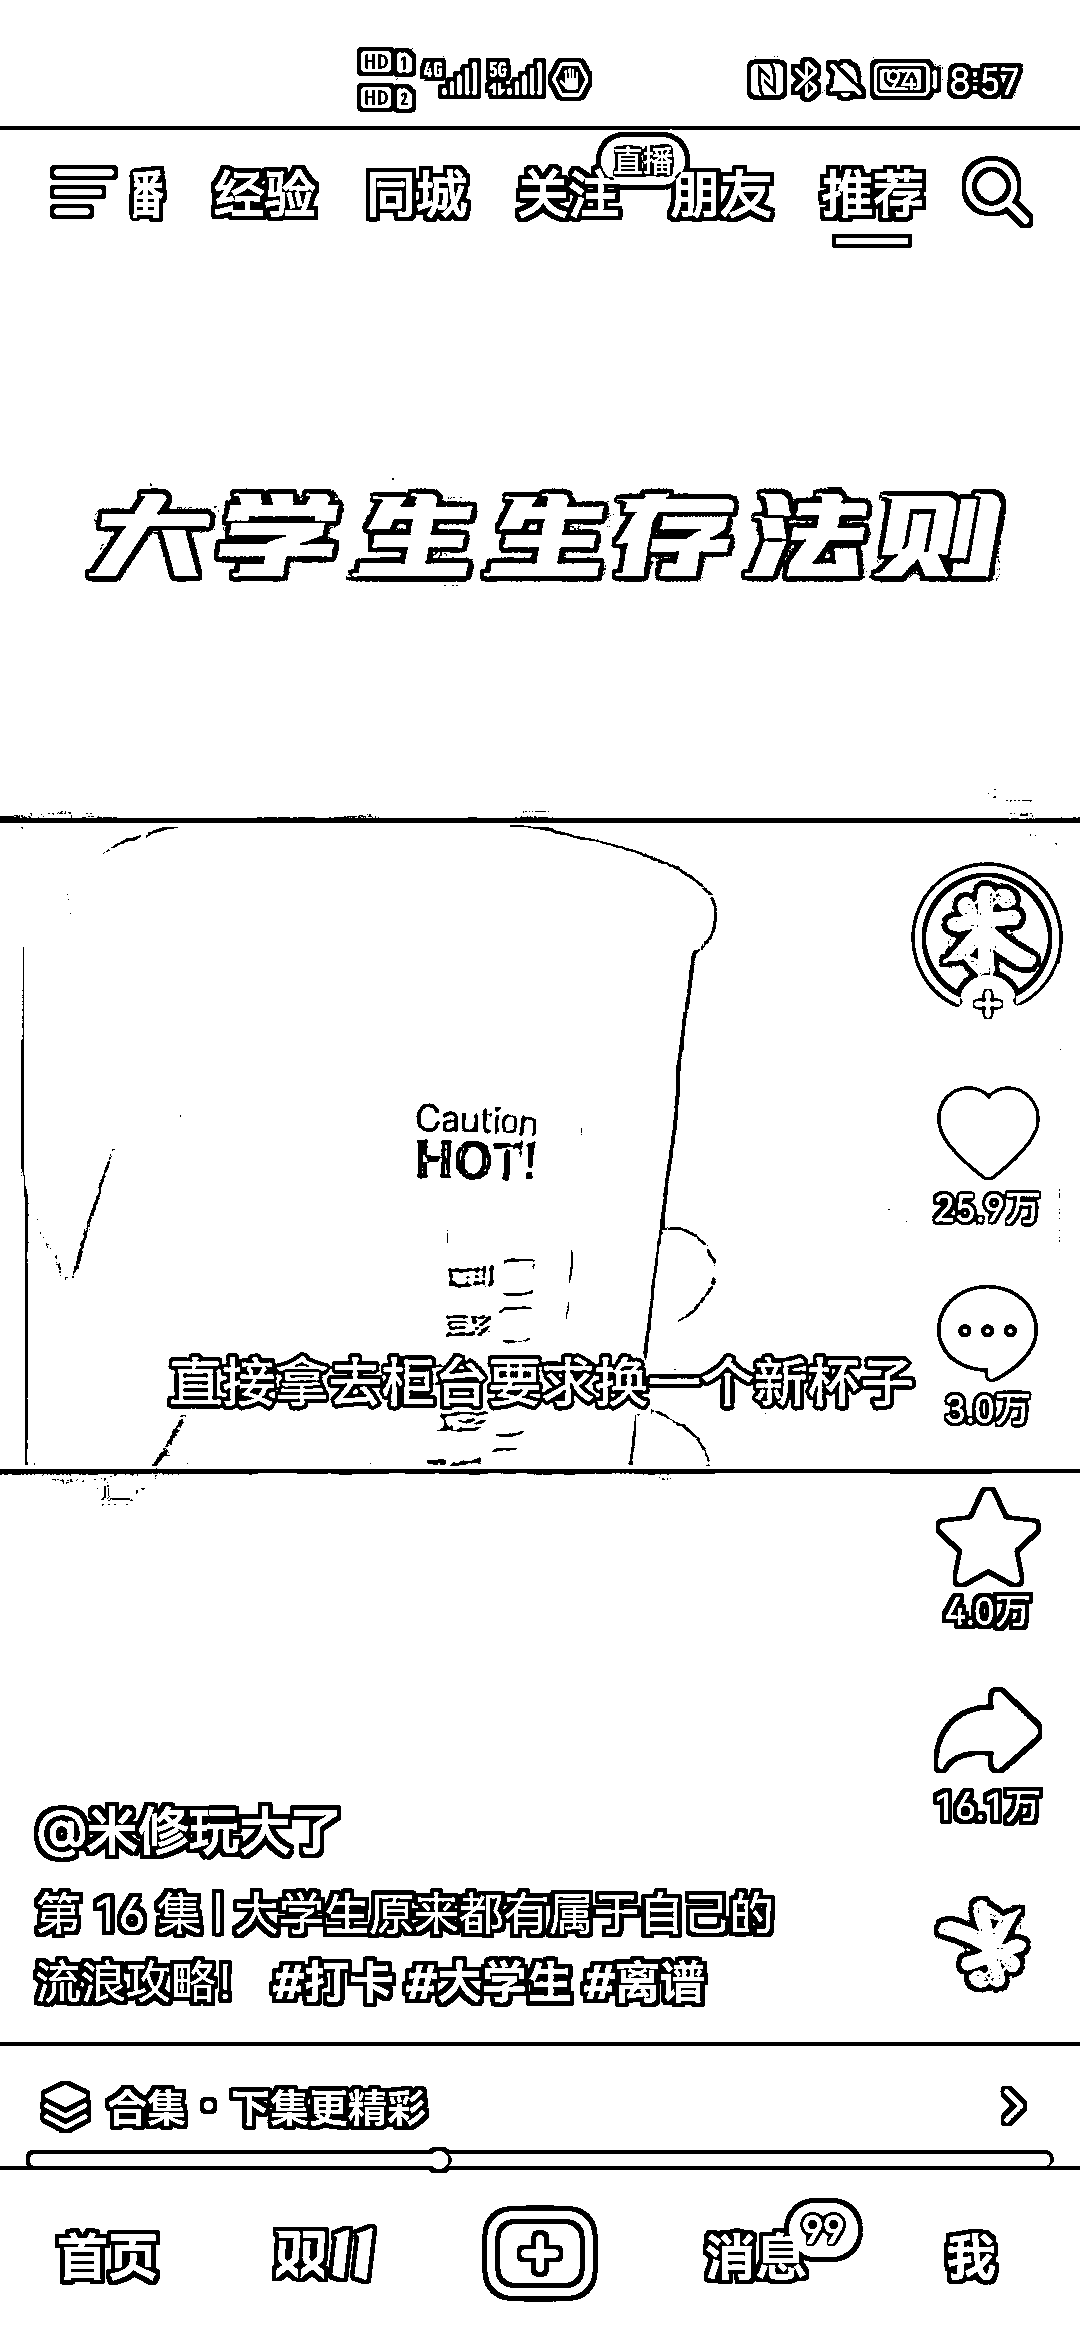 HD 1 4G 5G N 94 8:57
HD 2
直播
番 经验 同城 关注 朋友 推荐
大学生生存法则
米
Caution
HOT!
25.9万
直接拿去柜台要求换一个新杯子
3.0万
4.0万
16.1万
@米修玩大了
第 16 集 | 大学生原来都有属于自己的
流浪攻略! #打卡 #大学生 #离谱
合集·下集更精彩
首页 双11 消息 99 我